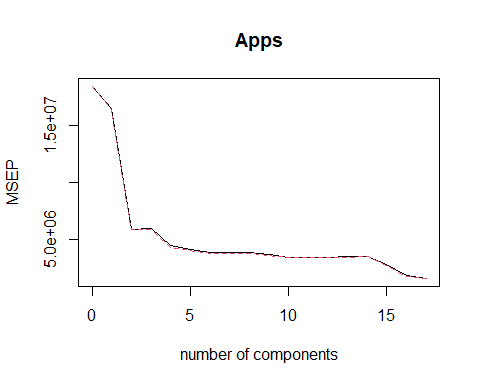 Apps
MSEP
1.5e+07
5.0e+06
0 5 10 15
number of components